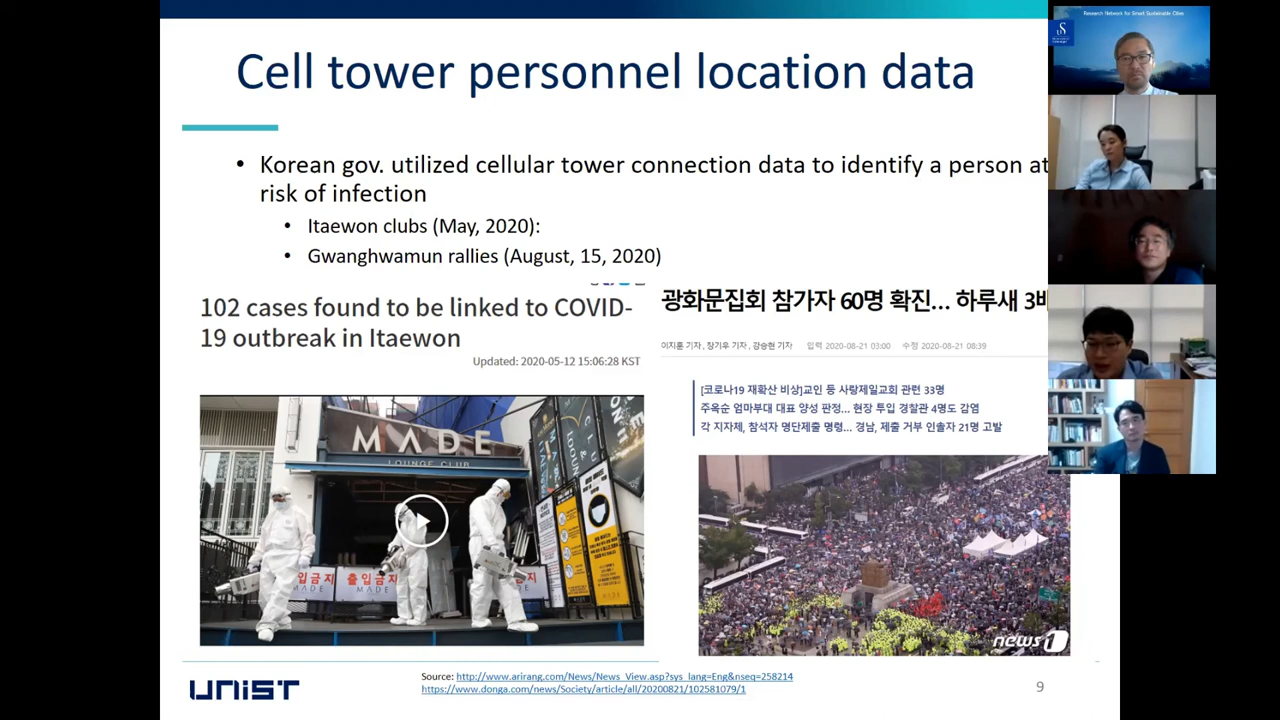 Research Network for Smart Sustainable Cities
Cell tower personnel location data
• Korean gov. utilized cellular tower connection data to identify a person at
risk of infection
• Itaewon clubs (May, 2020):
• Gwanghwamun rallies (August, 15, 2020)
102 cases found to be linked to COVID-
19 outbreak in Itaewon
Updated: 2020-05-12 15:06:28 KST
광화문집회 참가자 60명 확진... 하루새 3배
이지훈 기자, 장기우 기자, 강승현 기자 입력 2020-08-21 03:00 수정 2020-08-21 08:39
[코로나19 재확산 비상]교인 등 사랑제일교회 관련 33명
주옥순 엄마부대 대표 양성 판정... 현장 투입 경찰관 4명도 감염
각 지자체, 참석자 명단제출 명령... 경남, 제출 거부 인솔자 21명 고발
MADE
LOUNGE CLUB
입금지
출입금지
MADE
지
news1
UNIST
Source: http://www.arirang.com/News/News_View.asp?sys_lang=Eng&nseq=258214
https://www.donga.com/news/Society/article/all/20200821/102581079/1
9